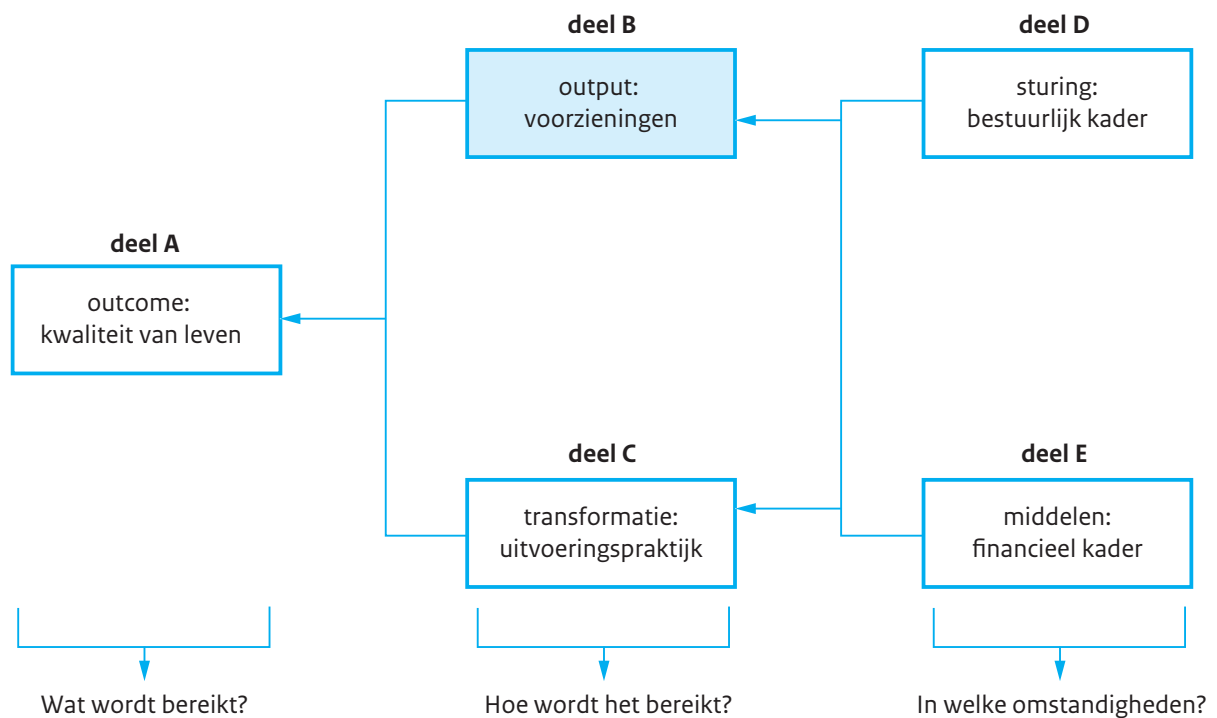 deel B
output:
voorzieningen
deel D
sturing:
bestuurlijk kader
deel A
outcome:
kwaliteit van leven
deel C
transformatie:
uitvoeringspraktijk
deel E
middelen:
financieel kader
Wat wordt bereikt?
Hoe wordt het bereikt?
In welke omstandigheden?